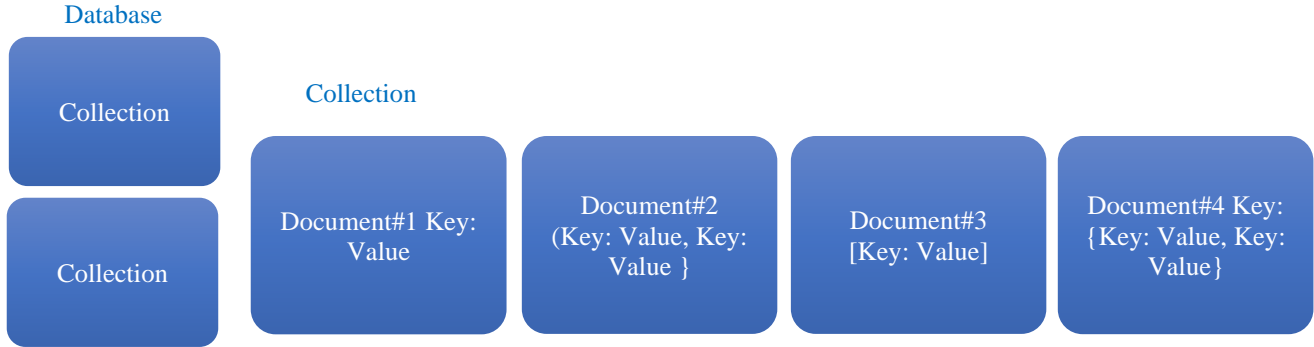 Database
Collection
Collection
Collection
Document#1 Key:
Value
Document#2
(Key: Value, Key:
Value }
Document#3
[Key: Value]
Document#4 Key:
{Key: Value, Key:
Value}